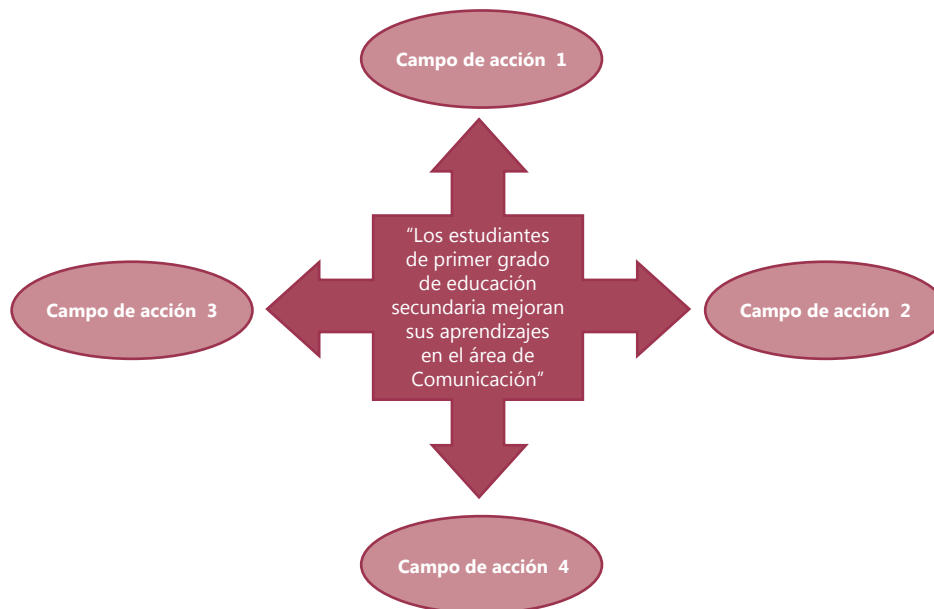 Campo de acción 1
“Los estudiantes
de primer grado
de educación
secundaria mejoran
sus aprendizajes
en el área de
Comunicación”
Campo de acción 3
Campo de acción 2
Campo de acción 4